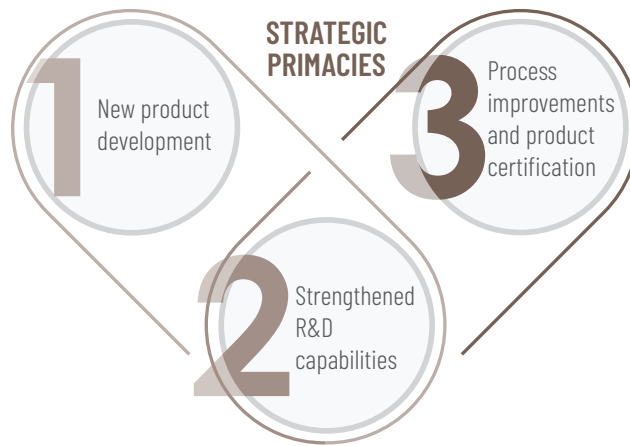 STRATEGIC
PRIMACIES
1
New product
development
2
Strengthened
R&D
capabilities
3
Process
improvements
and product
certification